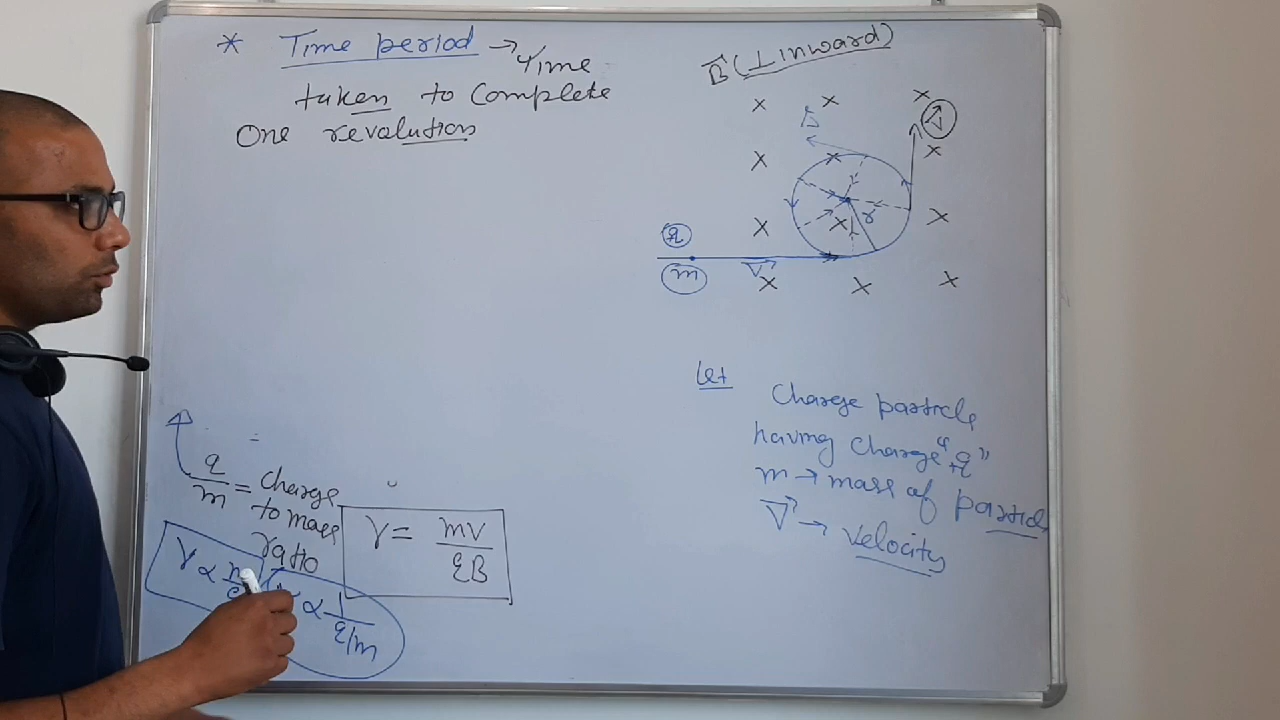 * Time period → Time
taken to complete
One revalution
B (⊥ inward)
x x x
V
x x
x x x x
r
q
m
V
x x x
Let
Charge particle
having charge "+q"
m → mass of particle
V → velocity
q/m = charge
to mass
ratio
r = mV/qB
r ∝
∝ 1/(q/m)